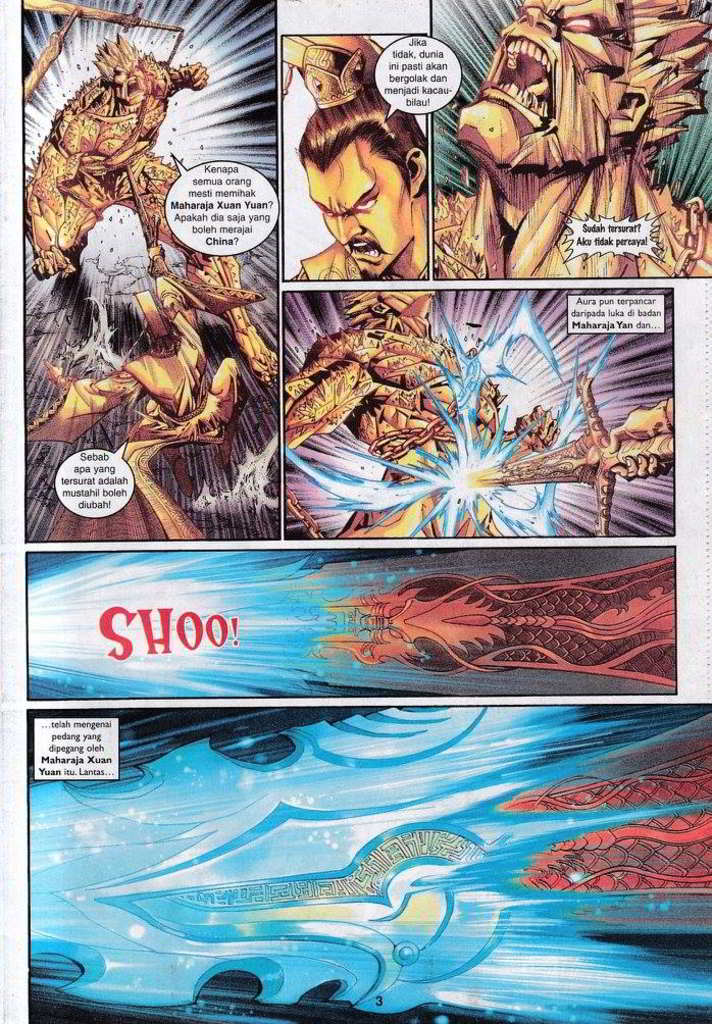 Kenapa
semua orang
mesti memihak
Maharaja Xuan Yuan?
Apakah dia saja yang
boleh merajai
China?
Sebab
apa yang
tersurat adalah
mustahil boleh
diubah!
Jika
tidak, dunia
ini pasti akan
bergolak dan
menjadi kacau-
bilau!
Sudah tersurat?
Aku tidak percaya!
Aura pun terpancar
daripada luka di badan
Maharaja Yan dan...
SHOO!
...telah mengenai
pedang yang
dipegang oleh
Maharaja Xuan
Yuan itu. Lantas...
3